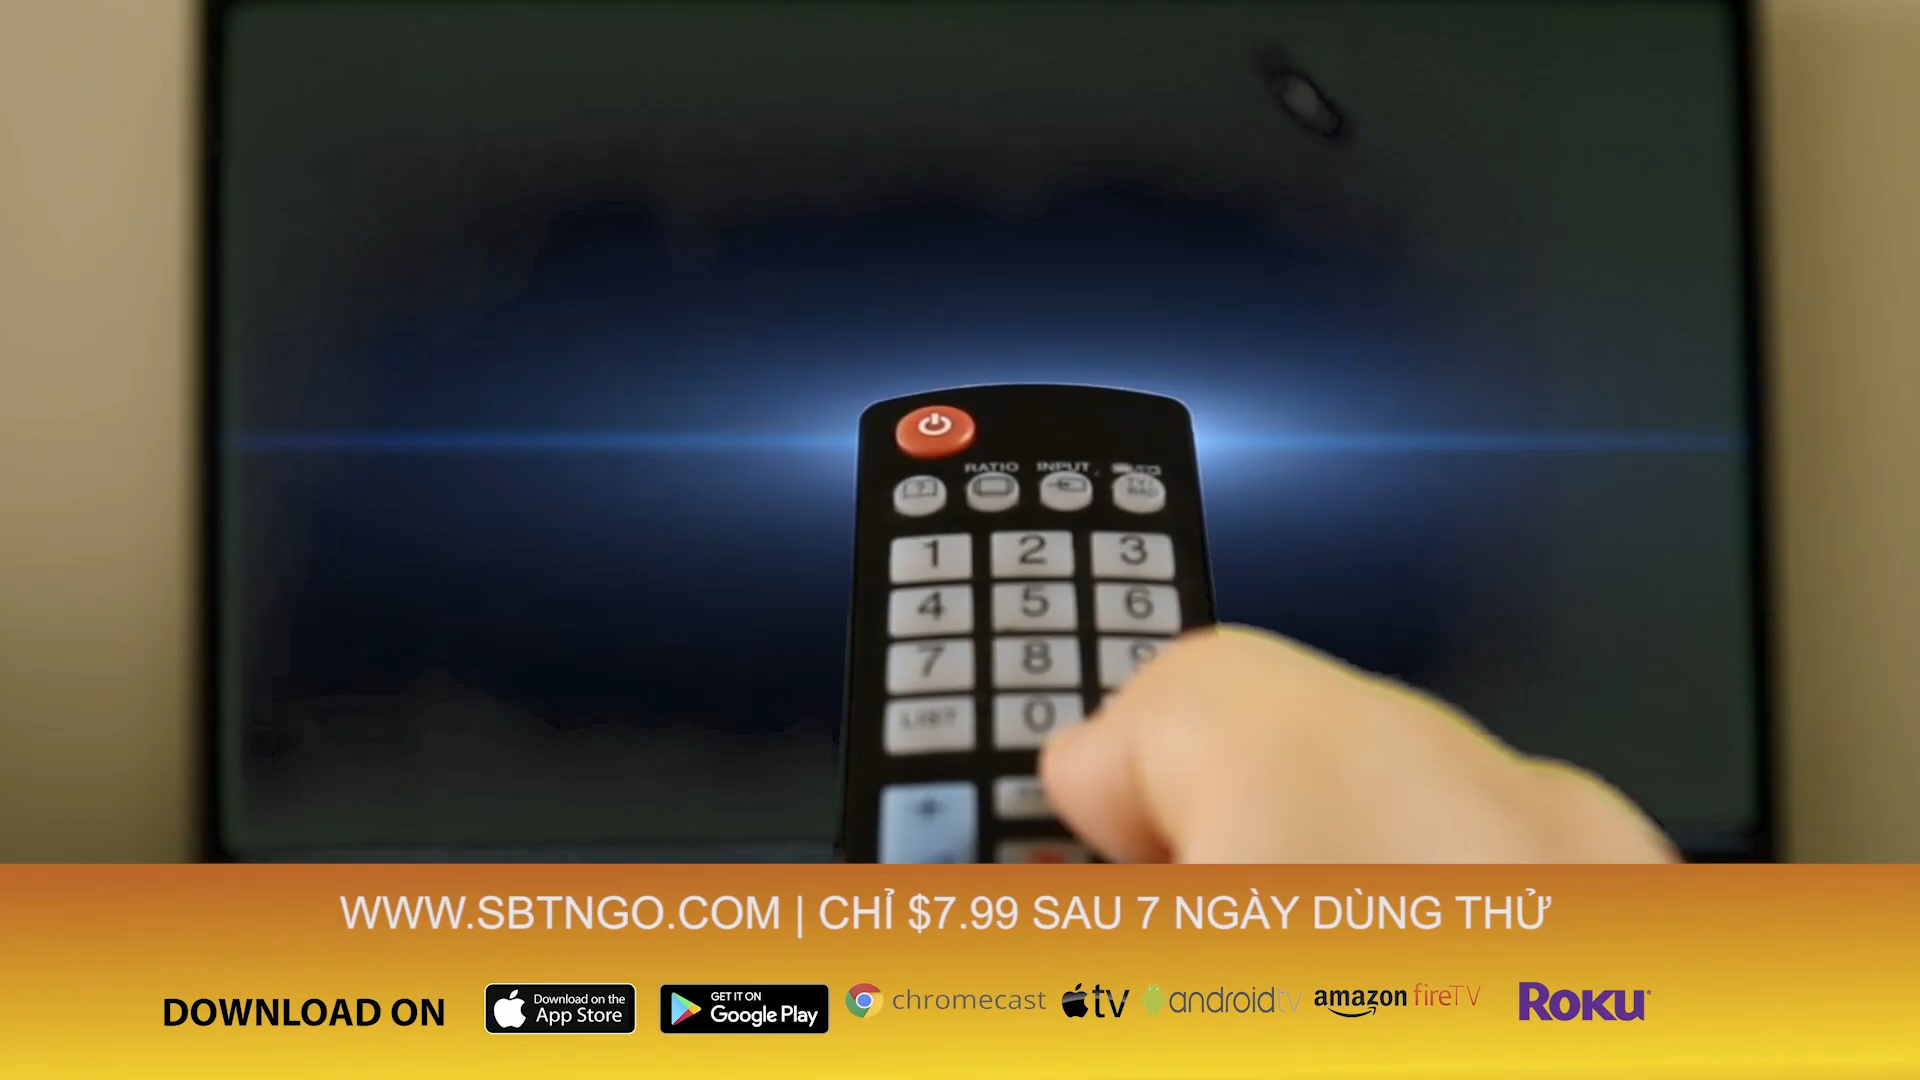 RATIO INPUT
?
1 2 3
4 5 6
7 8 9
LIST 0
+
WWW.SBTNGO.COM | CHỈ $7.99 SAU 7 NGÀY DÙNG THỬ
DOWNLOAD ON
Download on the
App Store
GET IT ON
Google Play
chromecast
tv
androidtv
amazon fireTV
ROKU